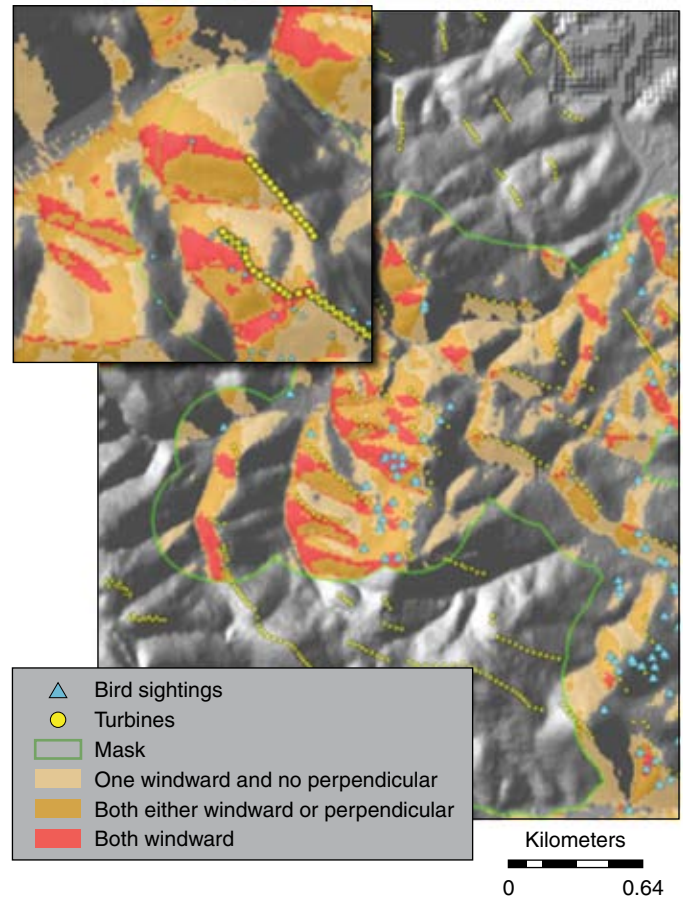 Bird sightings
Turbines
Mask
One windward and no perpendicular
Both either windward or perpendicular
Both windward
Kilometers
0 0.64